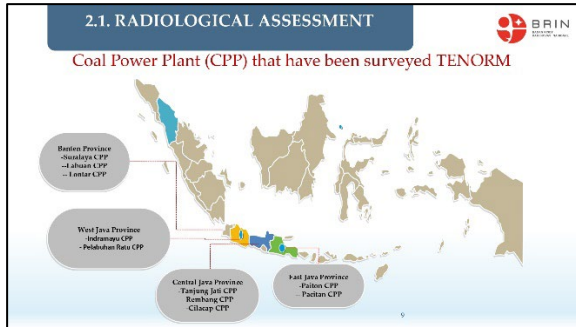 2.1. RADIOLOGICAL ASSESSMENT
BRIN
Coal Power Plant (CPP) that have been surveyed TENORM
Banten Province
-Suralaya CPP
--Labuan CPP
-- Lontar CPP
West Java Province
-Indramayu CPP
- Pelabuhan Ratu CPP
Central Java Province
-Tanjung Jati CPP
Rembang CPP
-Cilacap CPP
East Java Province
-Paiton CPP
-- Pacitan CPP
9